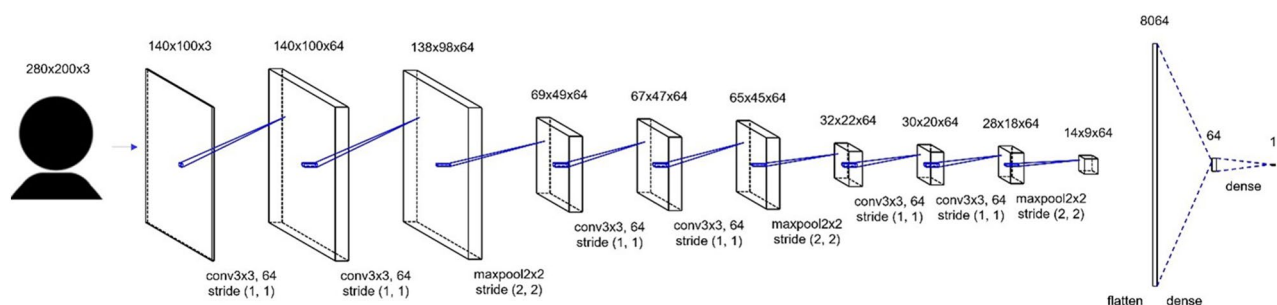 280x200x3
140x100x3
140x100x64
138x98x64
69x49x64
67x47x64
65x45x64
32x22x64
30x20x64
28x18x64
14x9x64
8064
64
1
conv3x3, 64
stride (1, 1)
conv3x3, 64
stride (1, 1)
maxpool2x2
stride (2, 2)
conv3x3, 64
stride (1, 1)
conv3x3, 64
stride (1, 1)
maxpool2x2
stride (2, 2)
conv3x3, 64
stride (1, 1)
conv3x3, 64
stride (1, 1)
maxpool2x2
stride (2, 2)
flatten
dense
dense